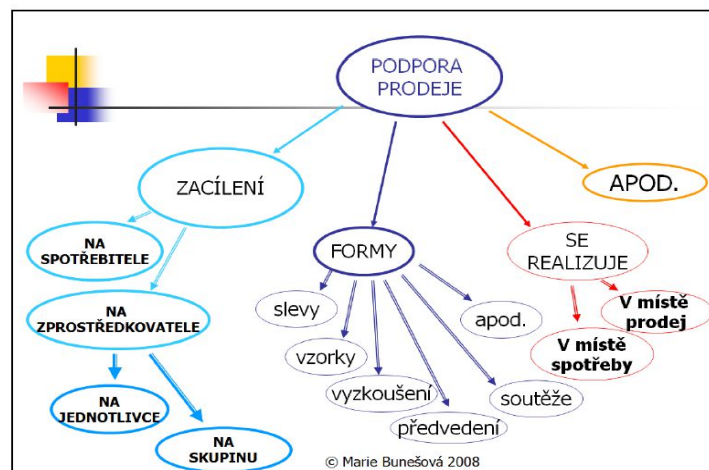 PODPORA
PRODEJE
ZACÍLENÍ
APOD.
NA
SPOTŘEBITELE
FORMY
SE
REALIZUJE
NA
ZPROSTŘEDKOVATELE
slevy
apod.
V místě
prodej
vzorky
V místě
spotřeby
vyzkoušení
soutěže
NA
JEDNOTLIVCE
předvedení
NA
SKUPINU
© Marie Bunešová 2008